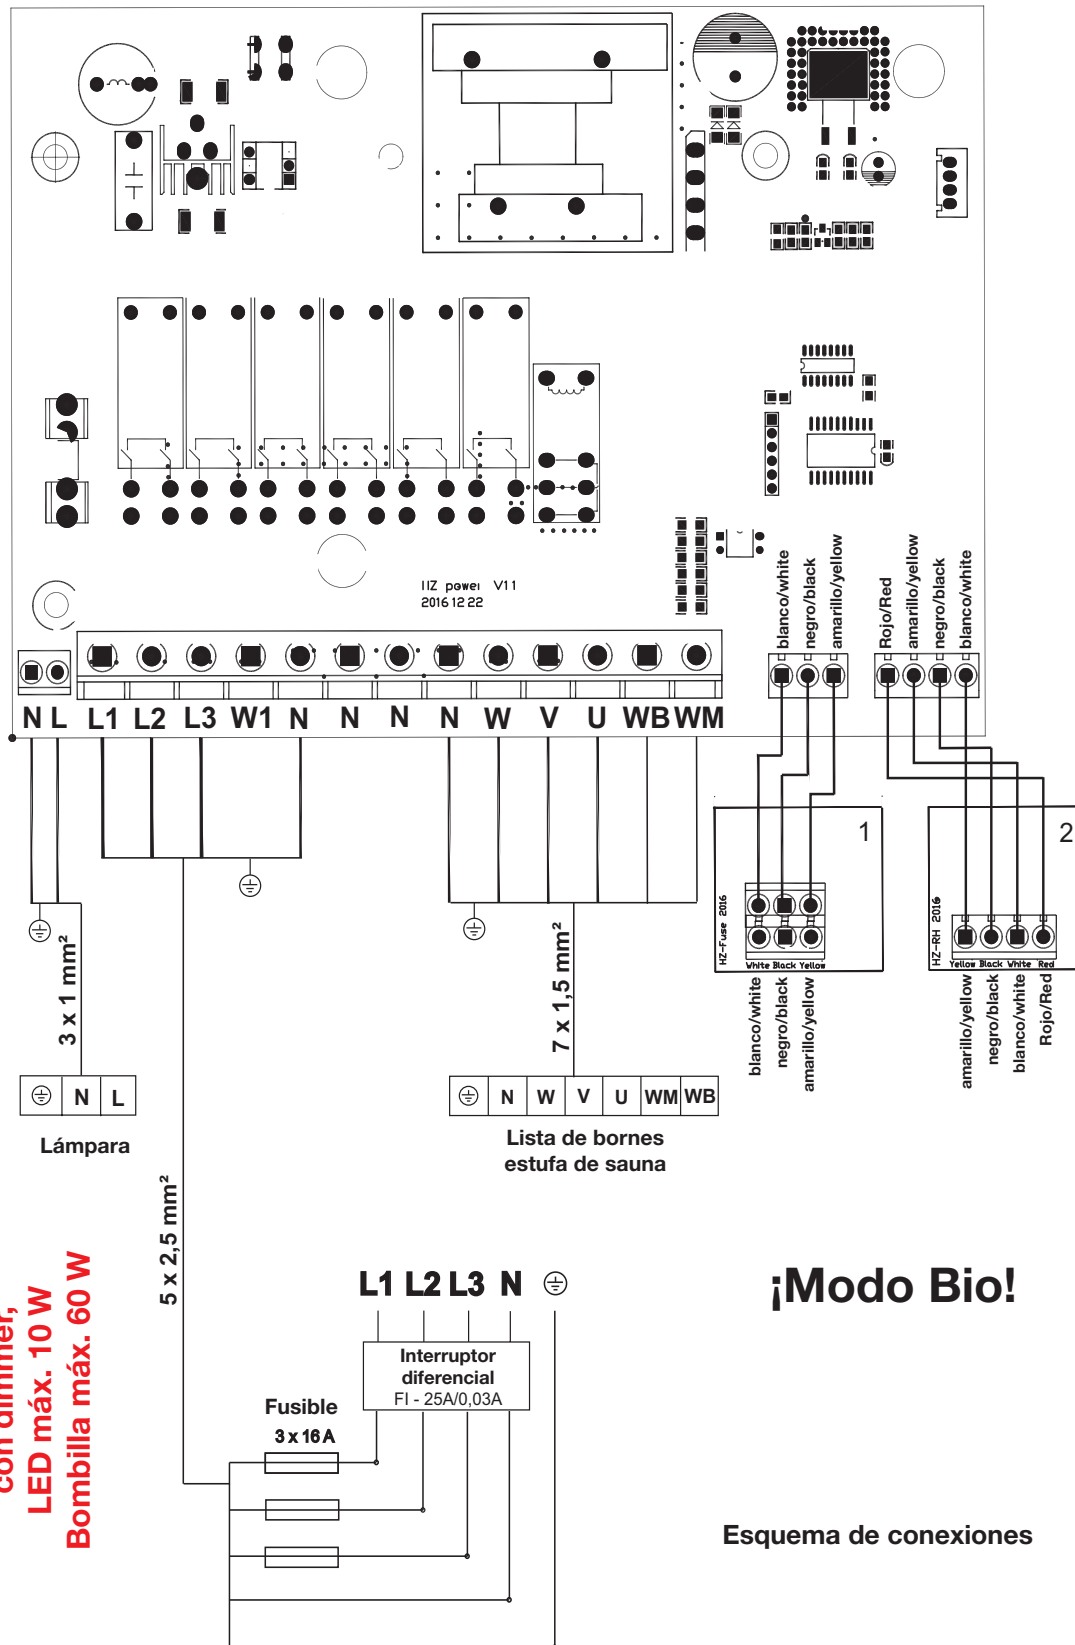 HZ power V11
2016 12 22
blanco/white
negro/black
amarillo/yellow
Rojo/Red
amarillo/yellow
negro/black
blanco/white
N L L1 L2 L3 W1 N N N N W V U WB WM
1
HZ-Fuse 2016
White Black Yellow
blanco/white
negro/black
amarillo/yellow
2
HZ-RH 2016
Yellow Black White Red
amarillo/yellow
negro/black
blanco/white
Rojo/Red
3 x 1 mm²
7 x 1,5 mm²
N L
Lámpara
N W V U WM WB
Lista de bornes
estufa de sauna
5 x 2,5 mm²
L1 L2 L3 N
Interruptor
diferencial
FI - 25A/0,03A
Fusible
3 x 16 A
¡Modo Bio!
con dimmer,
LED máx. 10 W
Bombilla máx. 60 W
Esquema de conexiones